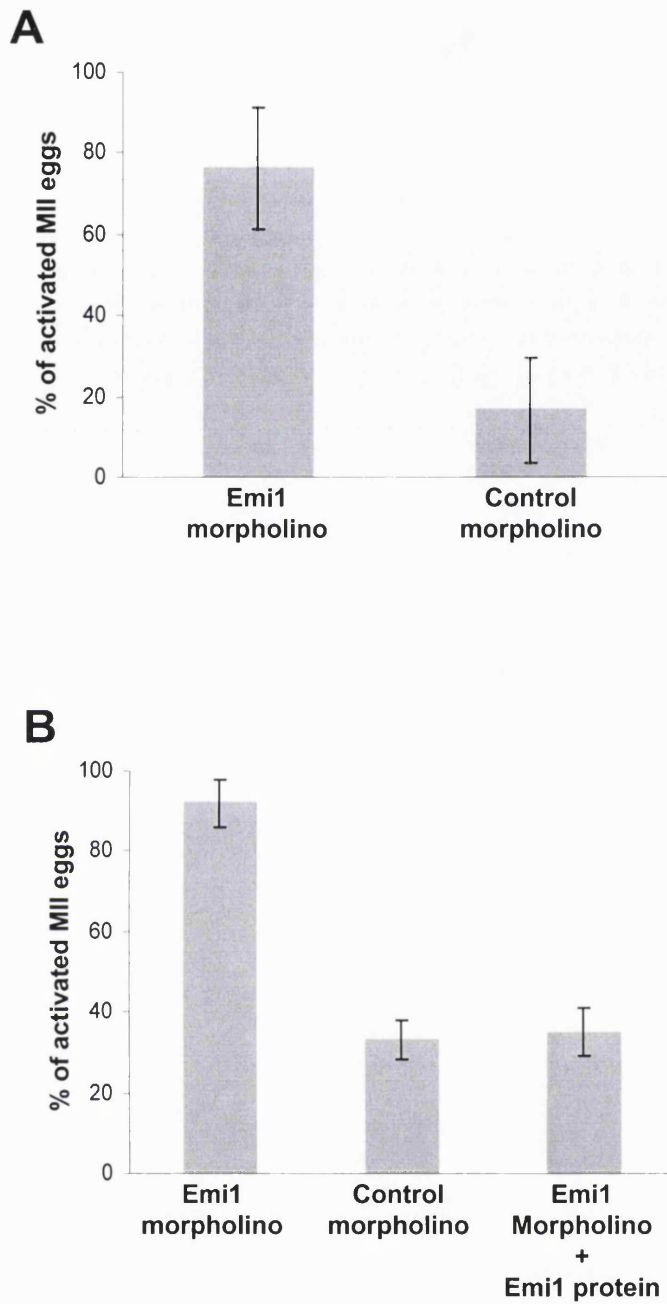 A
% of activated MII eggs
100
80
60
40
20
0
Emi1
morpholino
Control
morpholino
B
% of activated MII eggs
100
80
60
40
20
0
Emi1
morpholino
Control
morpholino
Emi1
Morpholino
+
Emi1 protein